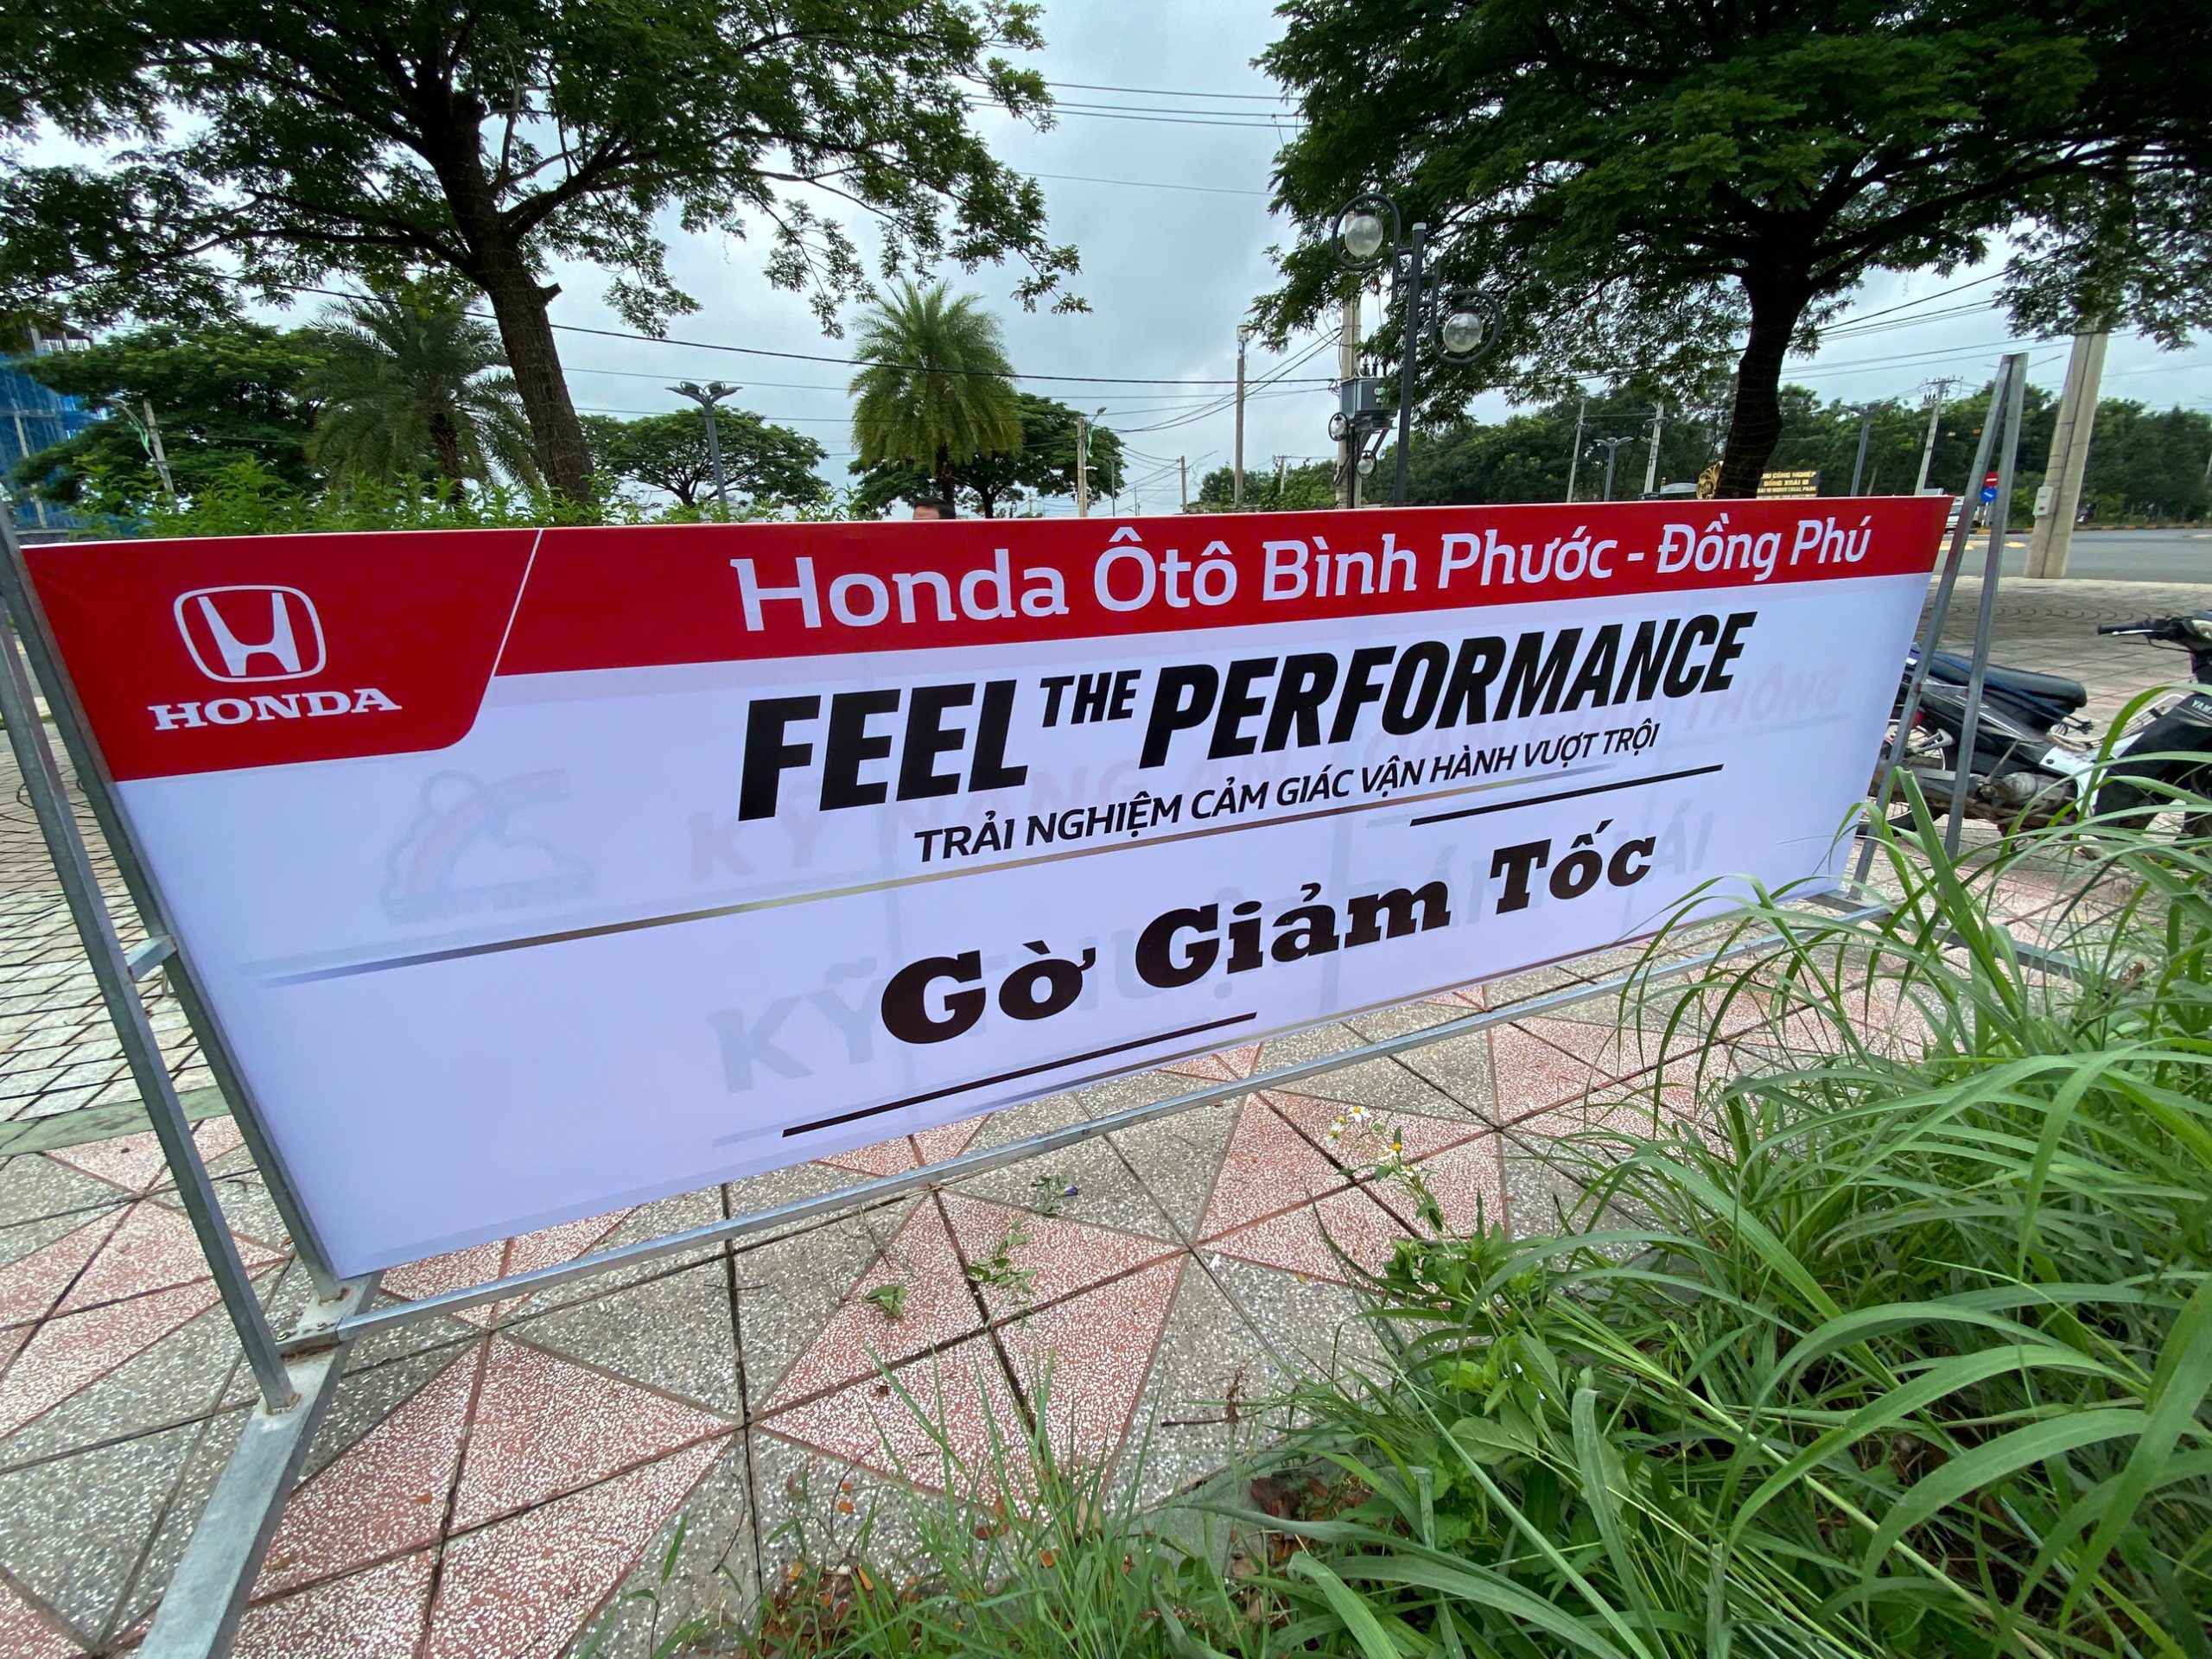 Honda Ôtô Bình Phước - Đồng Phú
HONDA
FEEL THE PERFORMANCE
TRẢI NGHIỆM CẢM GIÁC VẬN HÀNH VƯỢT TRỘI
Gờ Giảm Tốc